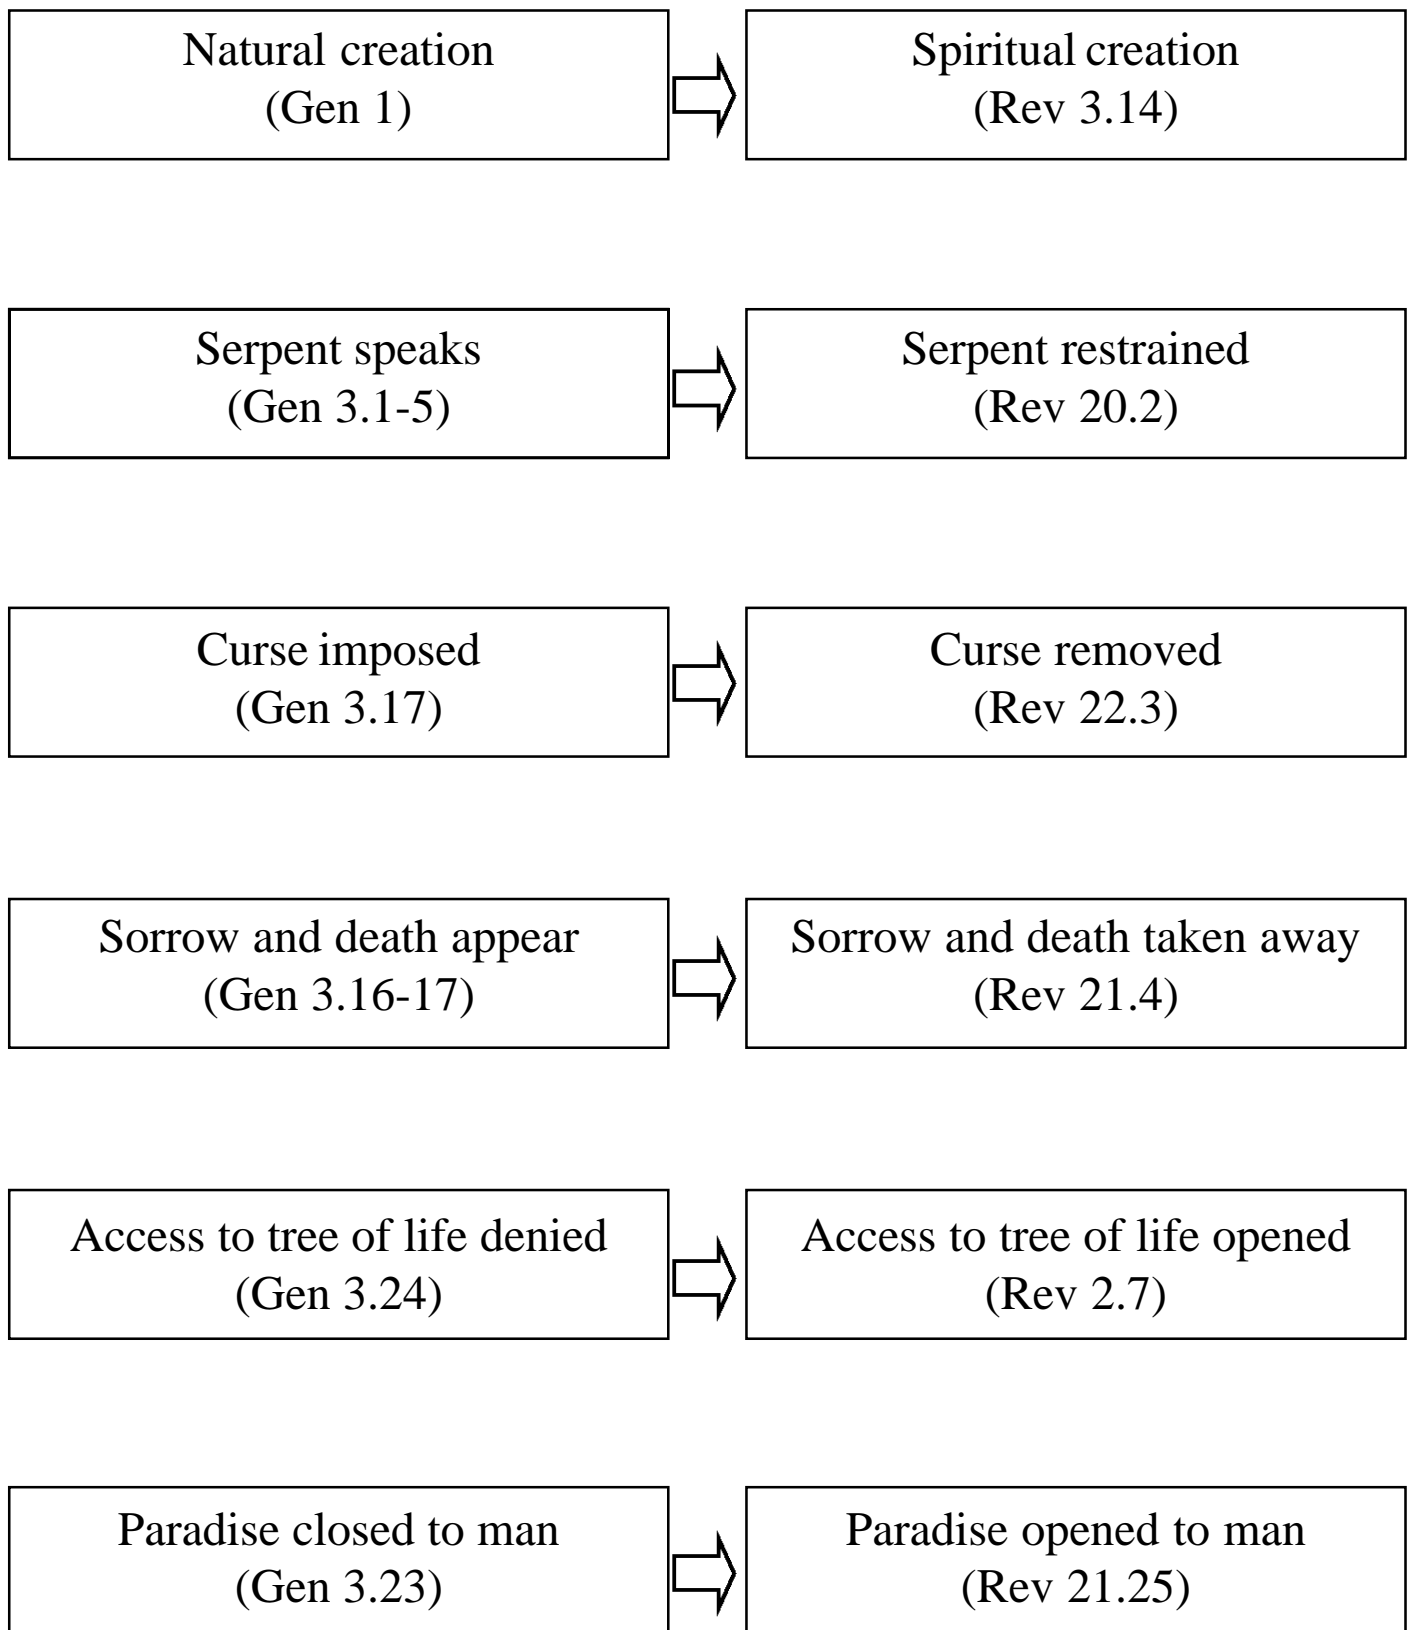 Natural creation
(Gen 1)
Spiritual creation
(Rev 3.14)
Serpent speaks
(Gen 3.1-5)
Serpent restrained
(Rev 20.2)
Curse imposed
(Gen 3.17)
Curse removed
(Rev 22.3)
Sorrow and death appear
(Gen 3.16-17)
Sorrow and death taken away
(Rev 21.4)
Access to tree of life denied
(Gen 3.24)
Access to tree of life opened
(Rev 2.7)
Paradise closed to man
(Gen 3.23)
Paradise opened to man
(Rev 21.25)